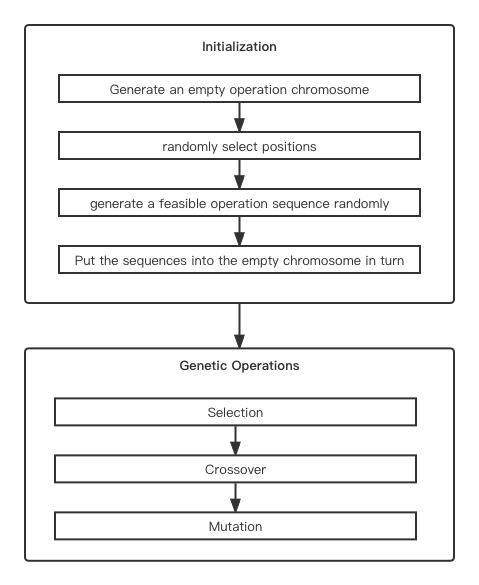 Initialization
Generate an empty operation chromosome
randomly select positions
generate a feasible operation sequence randomly
Put the sequences into the empty chromosome in turn
Genetic Operations
Selection
Crossover
Mutation